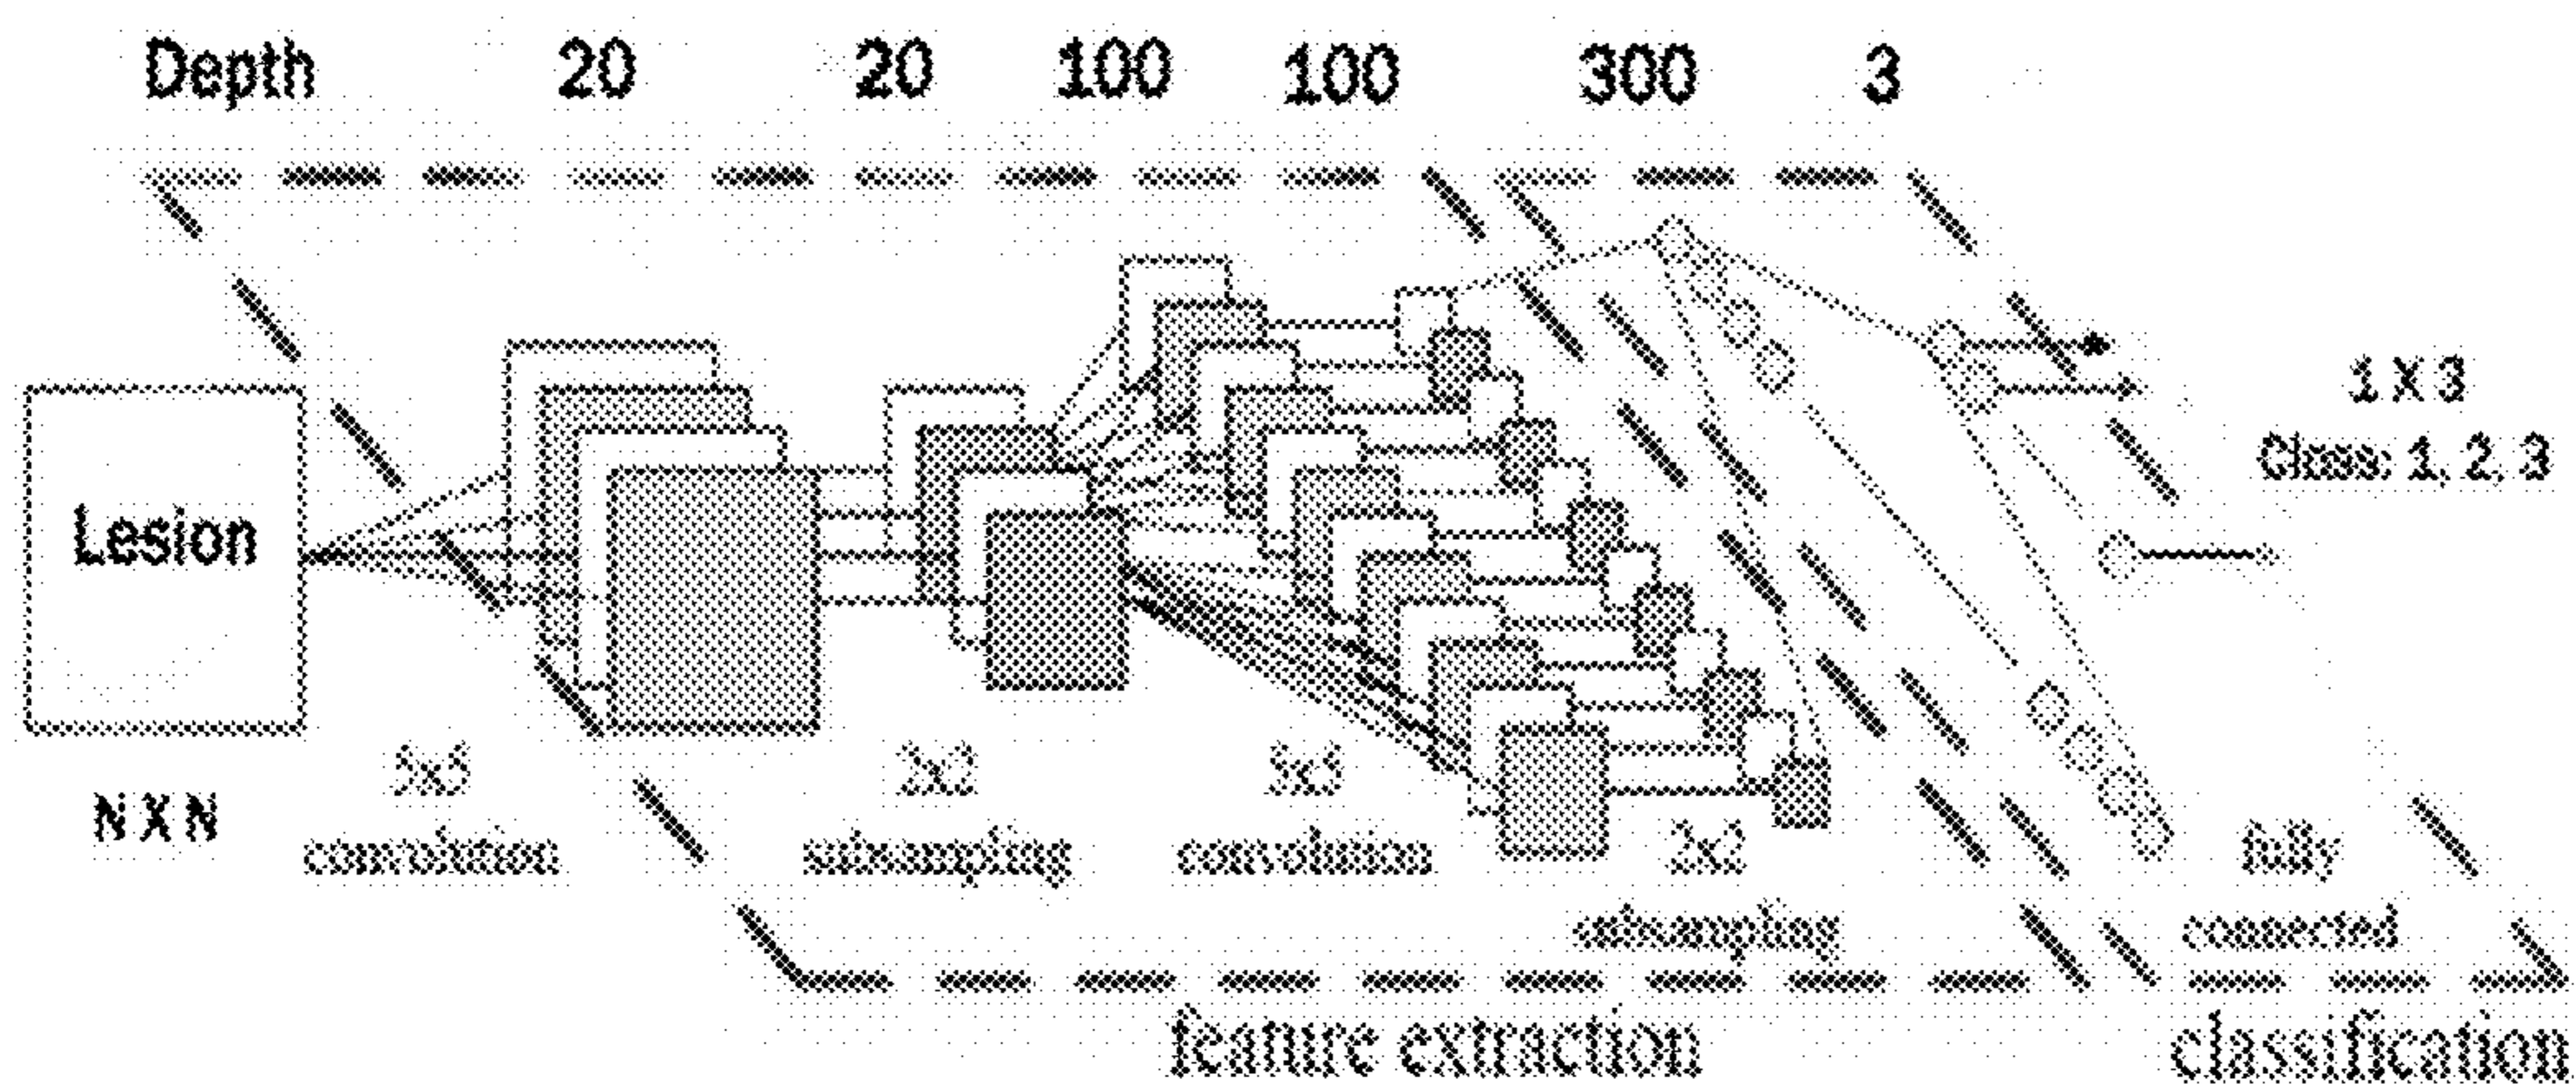 Depth 20 20 100 100 300 3
1 X 3
Class: 1, 2, 3
Lesion
N X N
5x5
convolution
2x2
subsampling
5x5
convolution
2x2
subsampling
fully
connected
feature extraction
classification